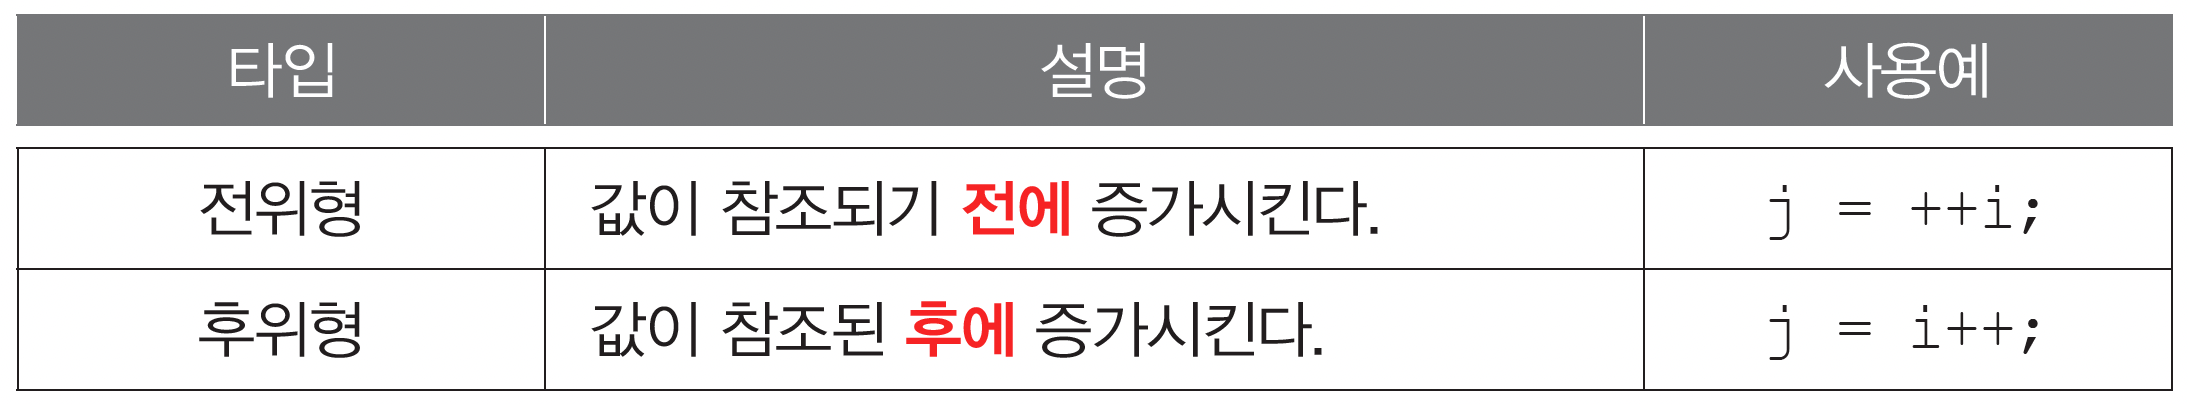 타입 설명 사용예
전위형 값이 참조되기 전에 증가시킨다. j = ++i;
후위형 값이 참조된 후에 증가시킨다. j = i++;